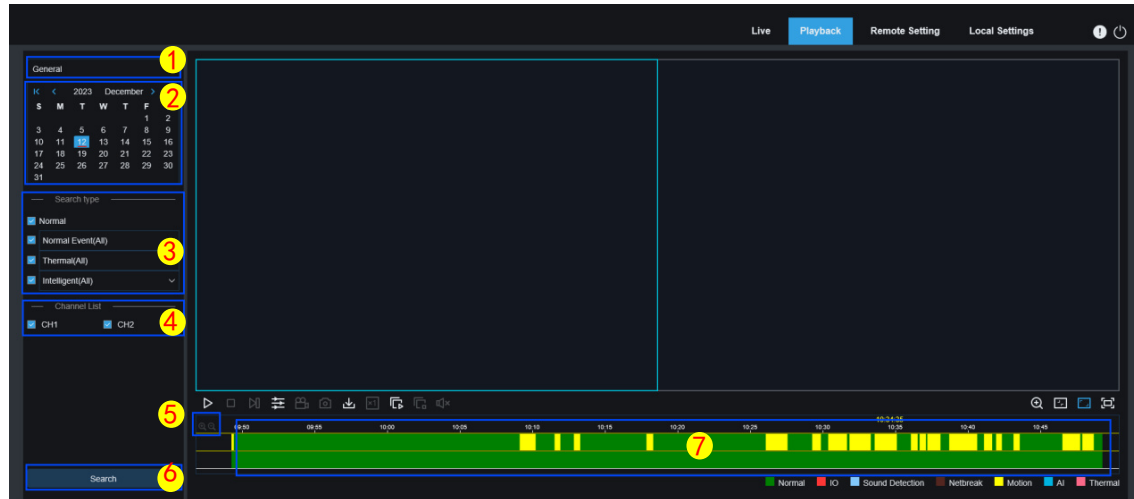 Live Playback Remote Setting Local Settings
1
General
2
2023 December
S M T W T F
1 2
3 4 5 6 7 8 9
10 11 12 13 14 15 16
17 18 19 20 21 22 23
24 25 26 27 28 29 30
31
Search type
Normal
Normal Event(All)
3
Thermal(All)
Intelligent(All)
Channel List
4
CH1 CH2
×1
5
10:34:35
09:50 09:55 10:00 10:05 10:10 10:15 10:20 10:25 10:30 10:35 10:40 10:45
7
6
Search
Normal IO Sound Detection Netbreak Motion AI Thermal